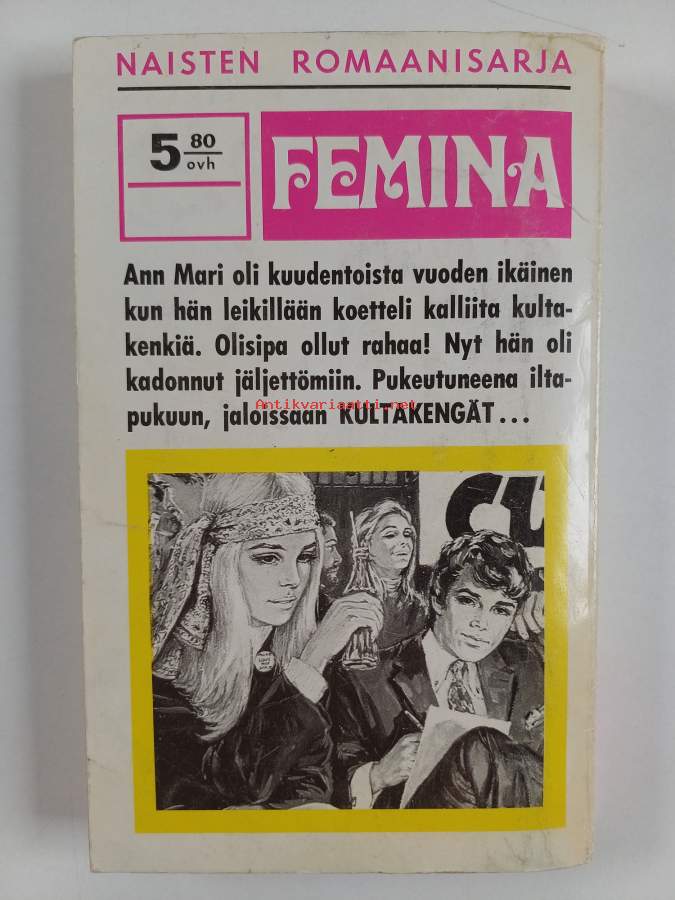 NAISTEN ROMAANISARJA
5 80
ovh
FEMINA
Ann Mari oli kuudentoista vuoden ikäinen
kun hän leikillään koetteli kalliita kulta-
kenkiä. Olisipa ollut rahaa! Nyt hän oli
kadonnut jäljettömiin. Pukeutuneena ilta-
Antikvariaatti.net
pukuun, jaloissaan KULTAKENGÄT...